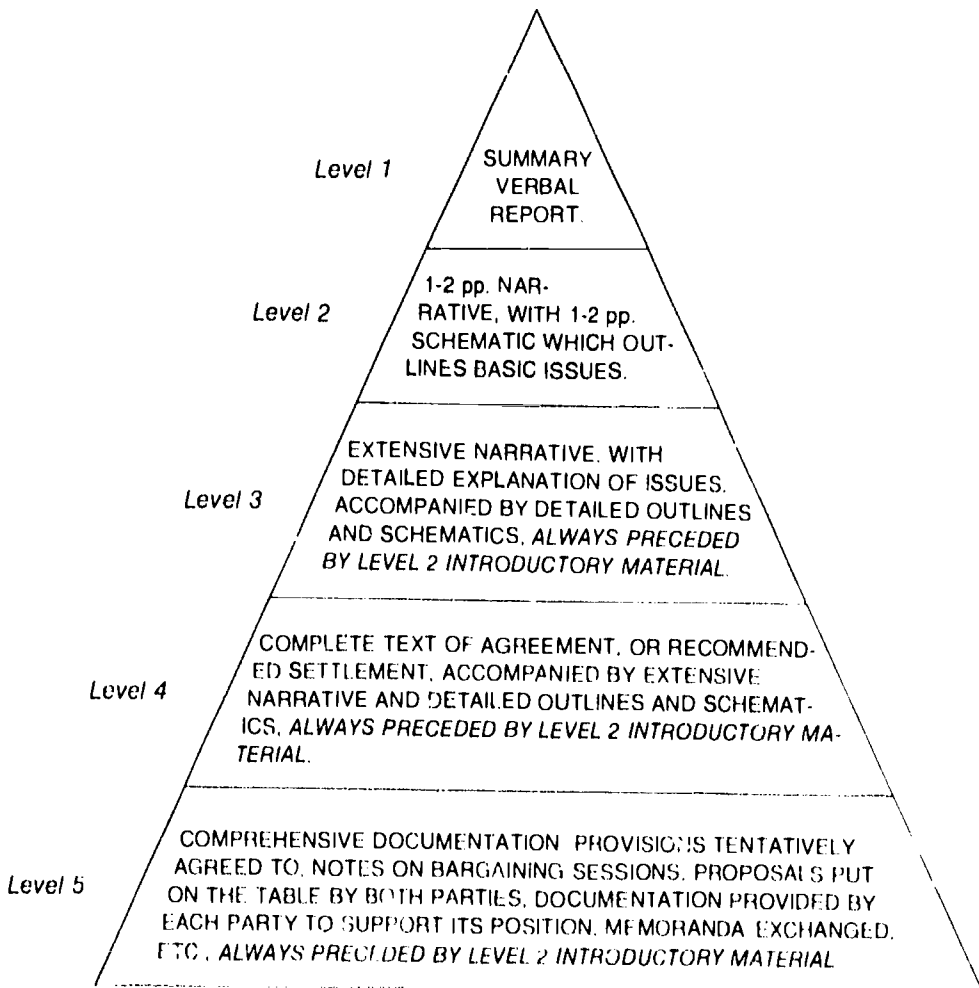 Level 1
SUMMARY
VERBAL
REPORT.
Level 2
1-2 pp. NAR-
RATIVE, WITH 1-2 pp.
SCHEMATIC WHICH OUT-
LINES BASIC ISSUES.
Level 3
EXTENSIVE NARRATIVE, WITH
DETAILED EXPLANATION OF ISSUES,
ACCOMPANIED BY DETAILED OUTLINES
AND SCHEMATICS, ALWAYS PRECEDED
BY LEVEL 2 INTRODUCTORY MATERIAL.
Level 4
COMPLETE TEXT OF AGREEMENT, OR RECOMMEND-
ED SETTLEMENT, ACCOMPANIED BY EXTENSIVE
NARRATIVE AND DETAILED OUTLINES AND SCHEMAT-
ICS, ALWAYS PRECEDED BY LEVEL 2 INTRODUCTORY MA-
TERIAL.
Level 5
COMPREHENSIVE DOCUMENTATION PROVISIONS TENTATIVELY
AGREED TO, NOTES ON BARGAINING SESSIONS, PROPOSALS PUT
ON THE TABLE BY BOTH PARTIES, DOCUMENTATION PROVIDED BY
EACH PARTY TO SUPPORT ITS POSITION, MEMORANDA EXCHANGED,
ETC., ALWAYS PRECEDED BY LEVEL 2 INTRODUCTORY MATERIAL